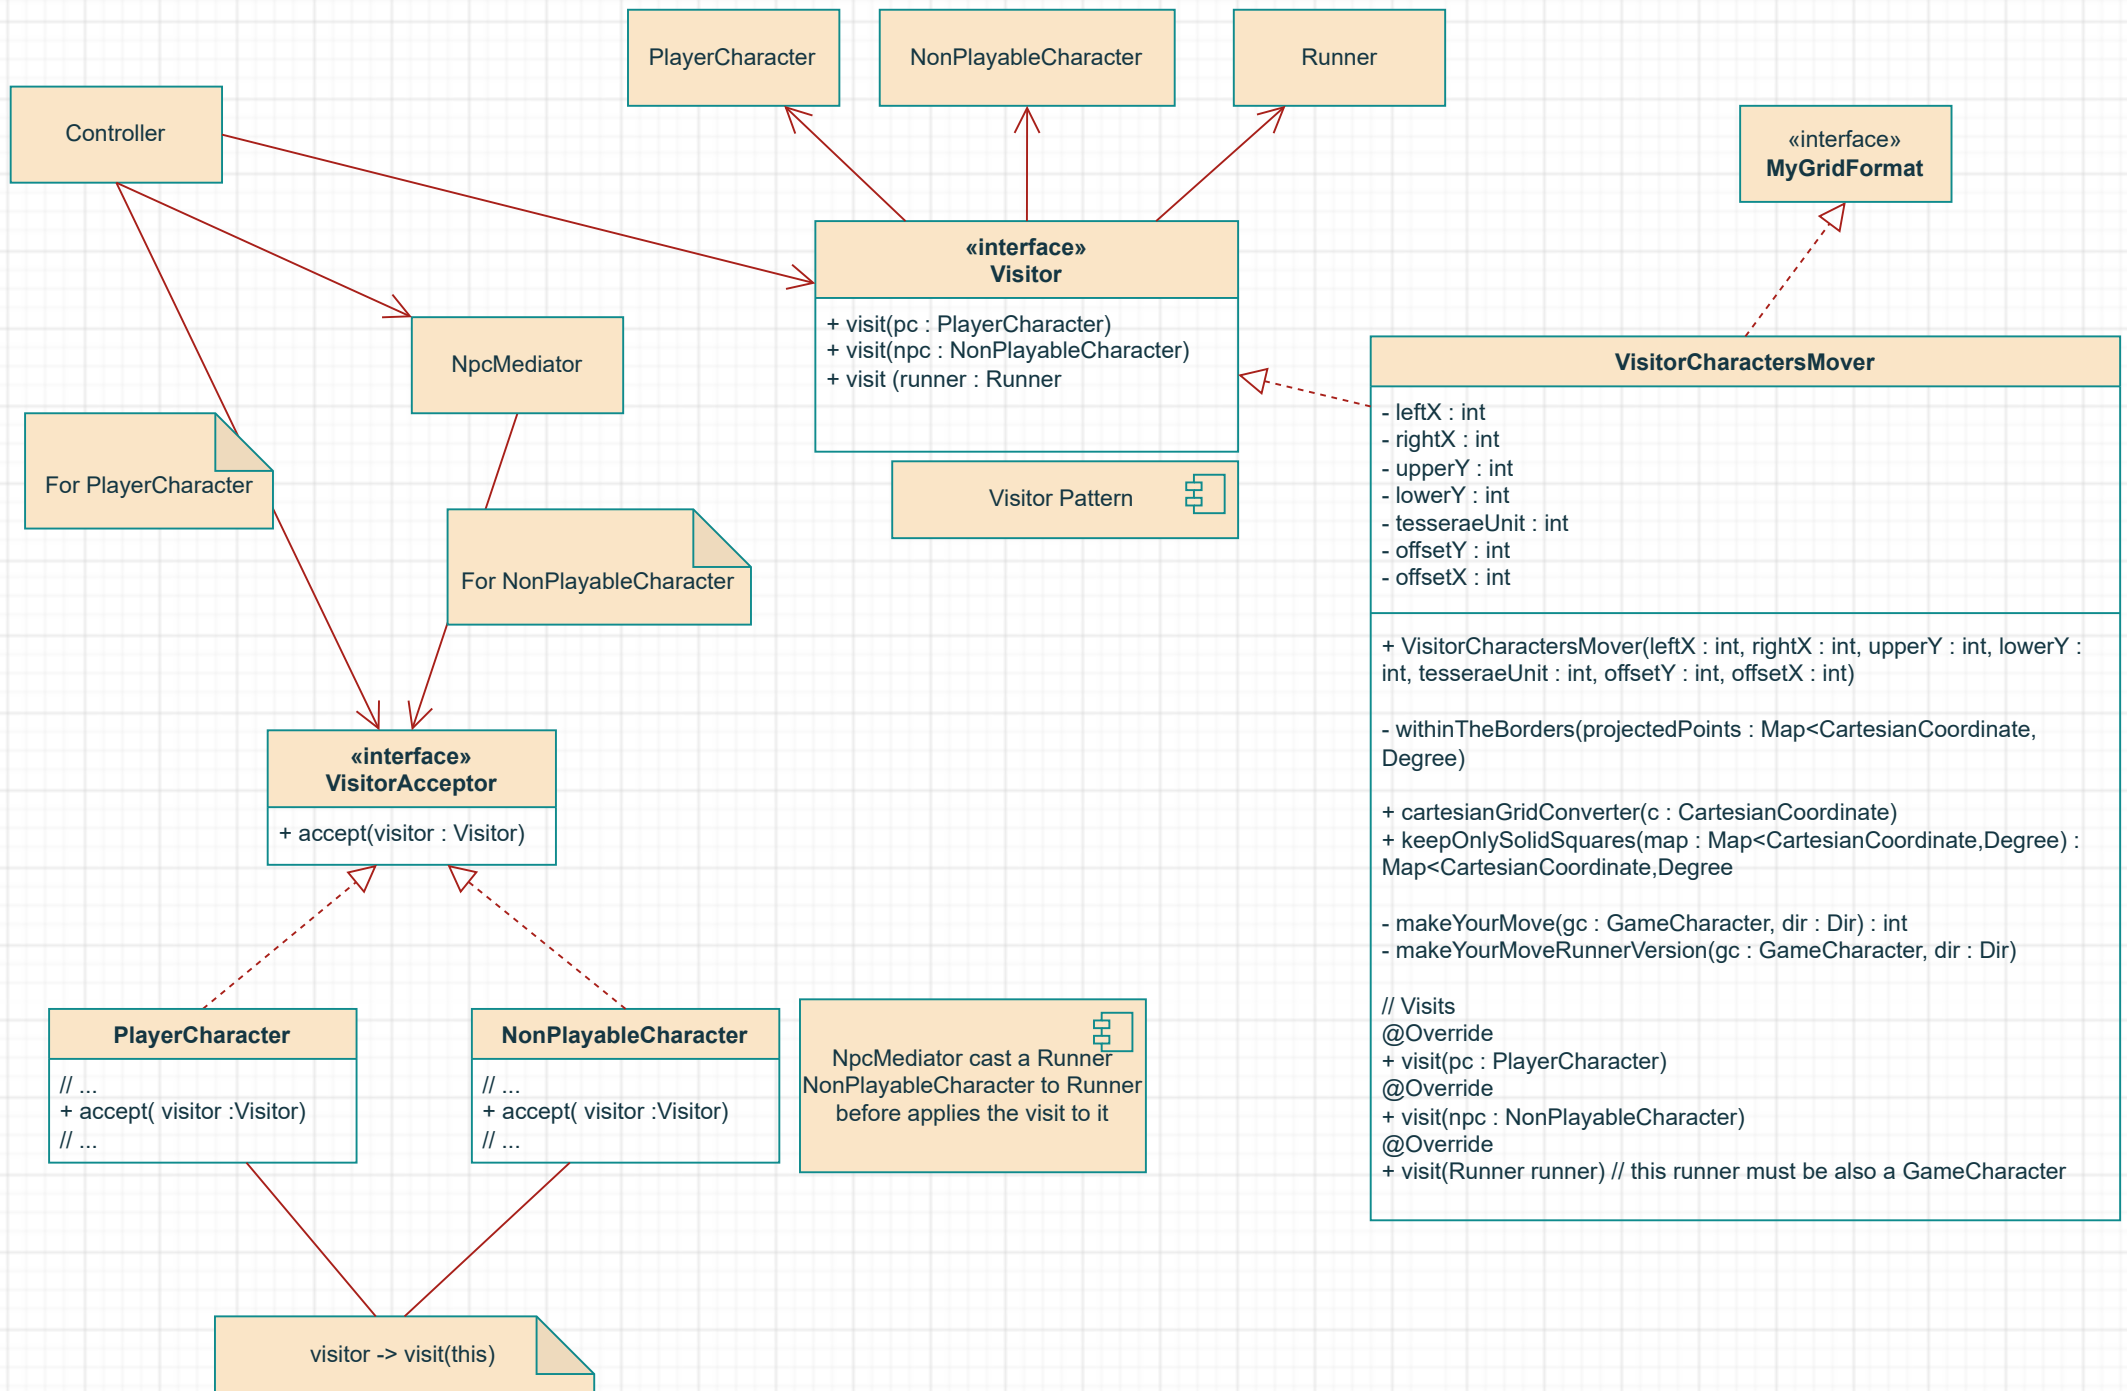 PlayerCharacter
NonPlayableCharacter
Runner
Controller
«interface»
MyGridFormat
«interface»
Visitor
+ visit(pc : PlayerCharacter)
+ visit(npc : NonPlayableCharacter)
+ visit (runner : Runner
NpcMediator
For PlayerCharacter
Visitor Pattern
For NonPlayableCharacter
VisitorCharactersMover
- leftX : int
- rightX : int
- upperY : int
- lowerY : int
- tesseraeUnit : int
- offsetY : int
- offsetX : int
+ VisitorCharactersMover(leftX : int, rightX : int, upperY : int, lowerY :
int, tesseraeUnit : int, offsetY : int, offsetX : int)
- withinTheBorders(projectedPoints : Map<CartesianCoordinate,
Degree)
+ cartesianGridConverter(c : CartesianCoordinate)
+ keepOnlySolidSquares(map : Map<CartesianCoordinate,Degree) :
Map<CartesianCoordinate,Degree
- makeYourMove(gc : GameCharacter, dir : Dir) : int
- makeYourMoveRunnerVersion(gc : GameCharacter, dir : Dir)
// Visits
@Override
+ visit(pc : PlayerCharacter)
@Override
+ visit(npc : NonPlayableCharacter)
@Override
+ visit(Runner runner) // this runner must be also a GameCharacter
«interface»
VisitorAcceptor
+ accept(visitor : Visitor)
PlayerCharacter
// ...
+ accept( visitor :Visitor)
// ...
NonPlayableCharacter
// ...
+ accept( visitor :Visitor)
// ...
NpcMediator cast a Runner
NonPlayableCharacter to Runner
before applies the visit to it
visitor -> visit(this)